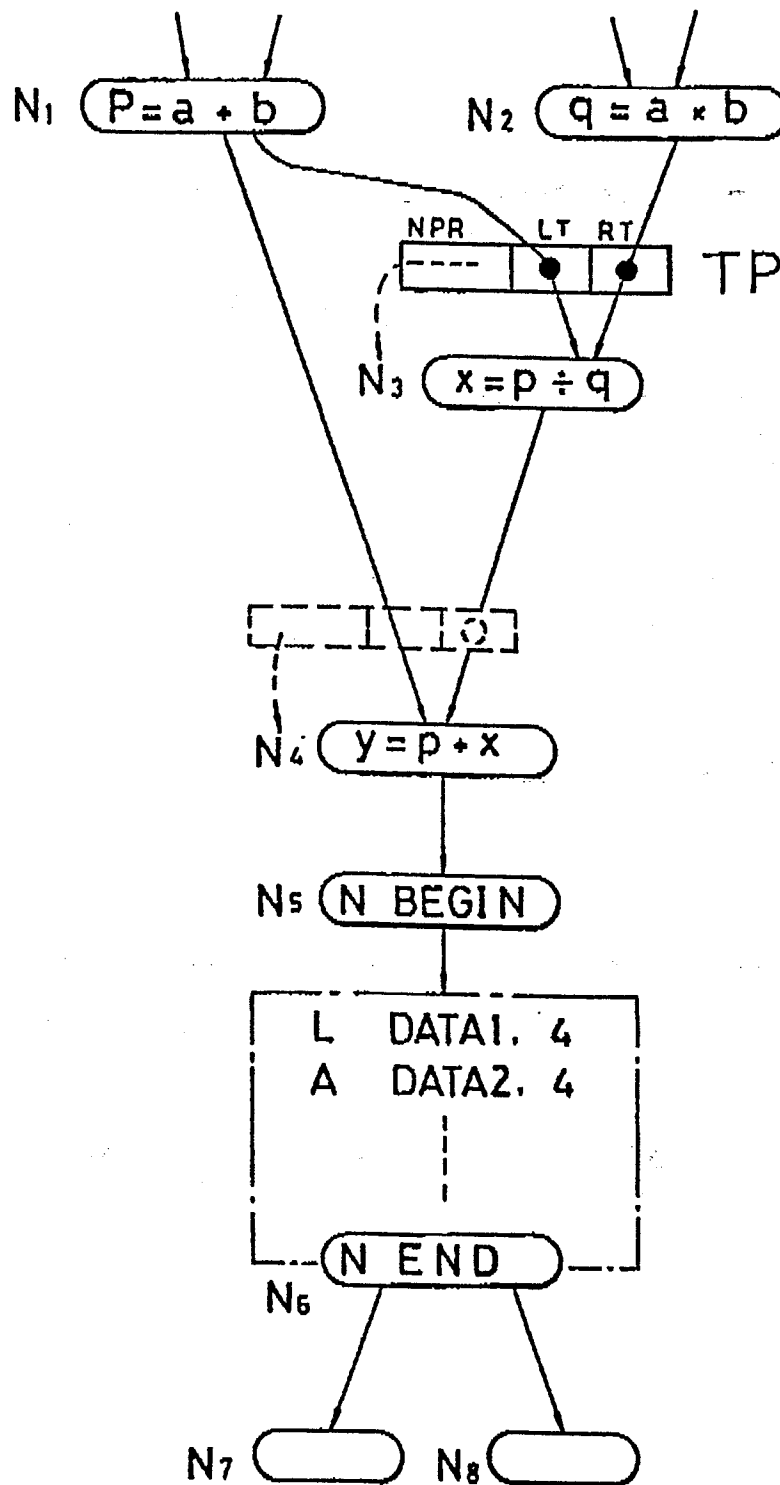 N1 P=a+b
N2 q=a×b
NPR LT RT
TP
N3 x=p÷q
N4 y=p+x
N5 N BEGIN
L DATA1. 4
A DATA2. 4
N END
N6
N7 N8